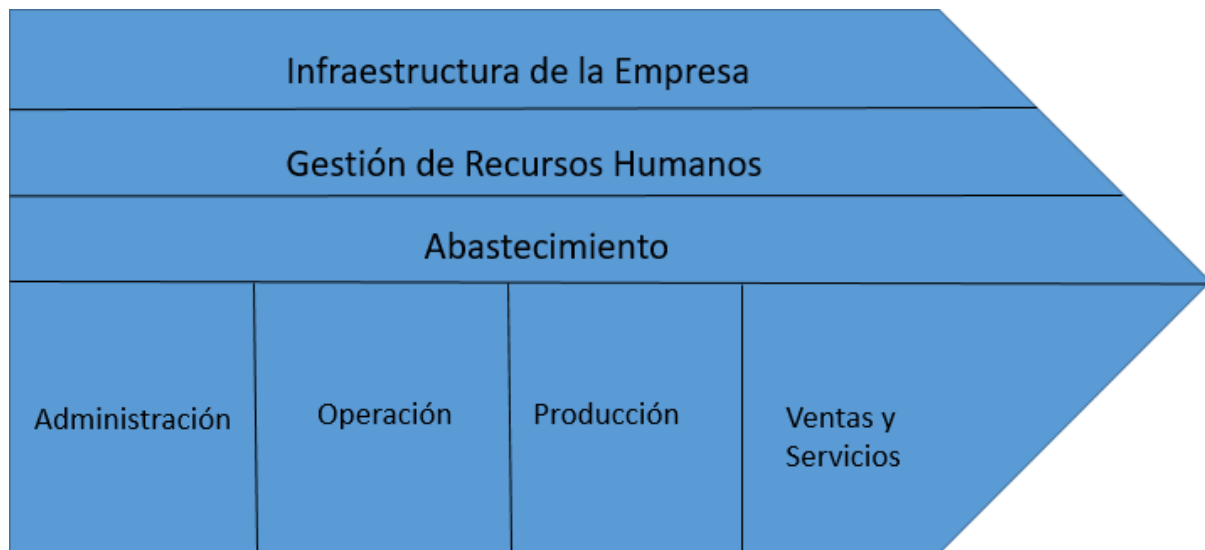 Infraestructura de la Empresa
Gestión de Recursos Humanos
Abastecimiento
Administración
Operación
Producción
Ventas y
Servicios